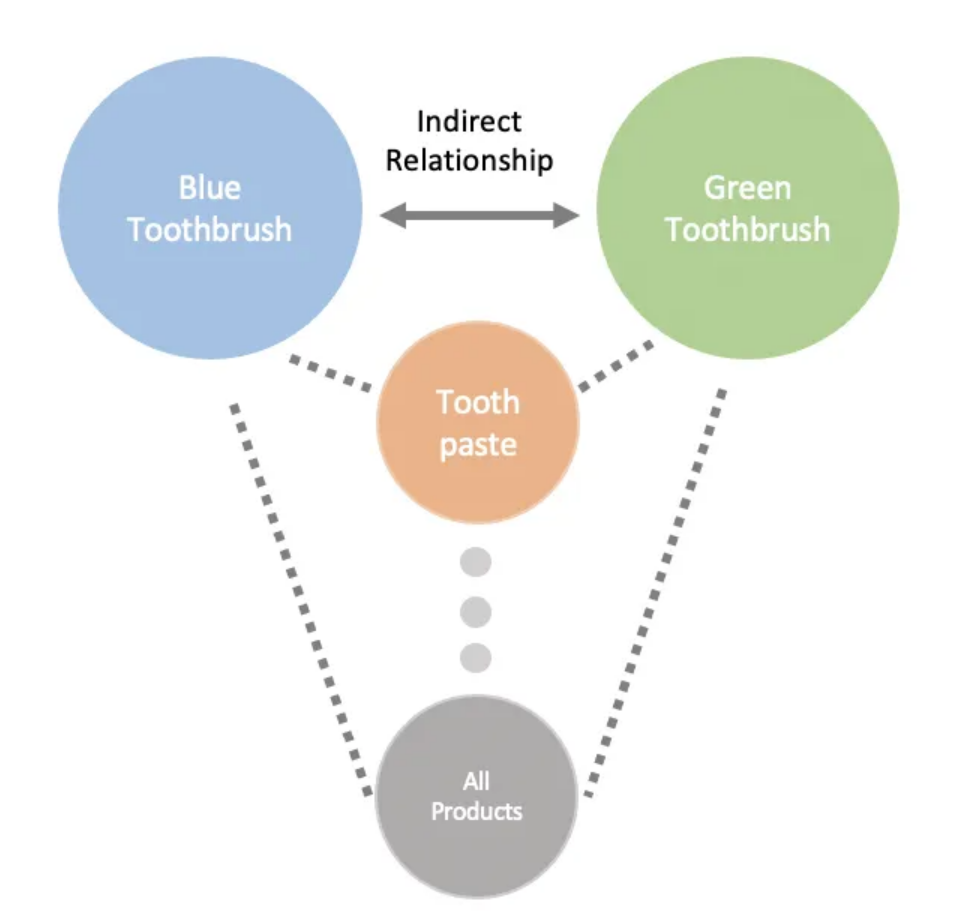 Indirect
Relationship
Blue
Toothbrush
Green
Toothbrush
Tooth
paste
All
Products